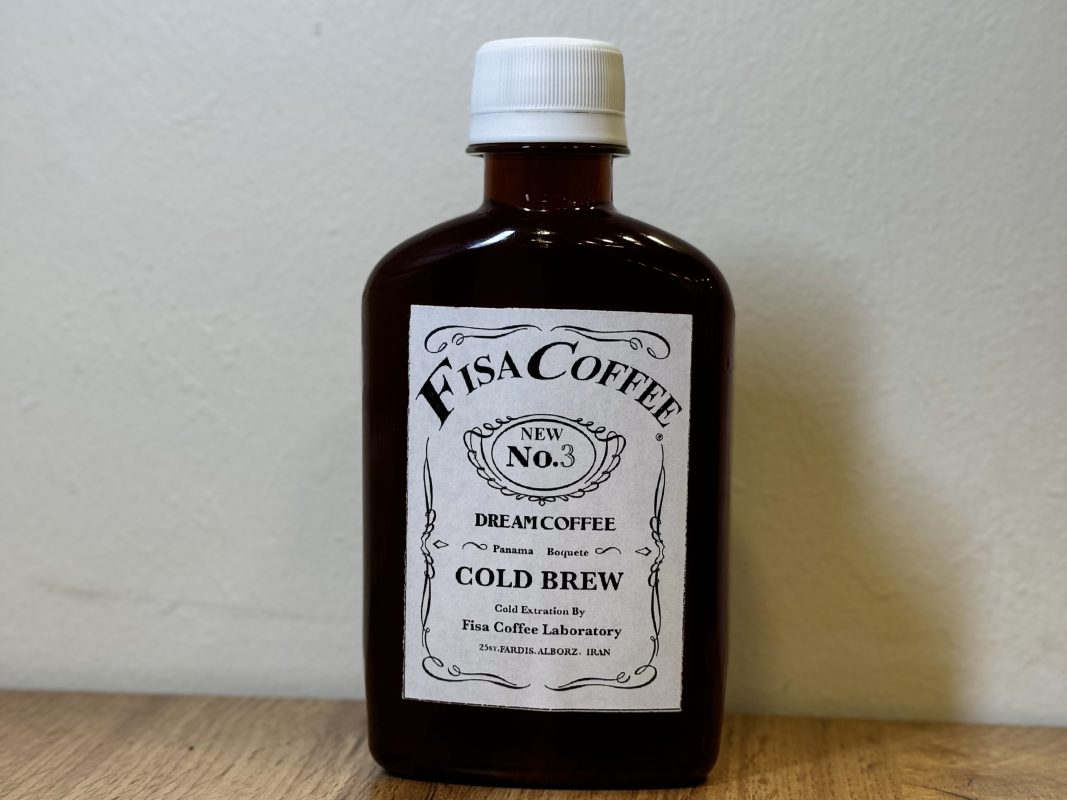 FISA COFFEE
®
NEW
No.3
DREAM COFFEE
Panama Boquete
COLD BREW
Cold Extration By
Fisa Coffee Laboratory
25ST.FARDIS.ALBORZ. IRAN